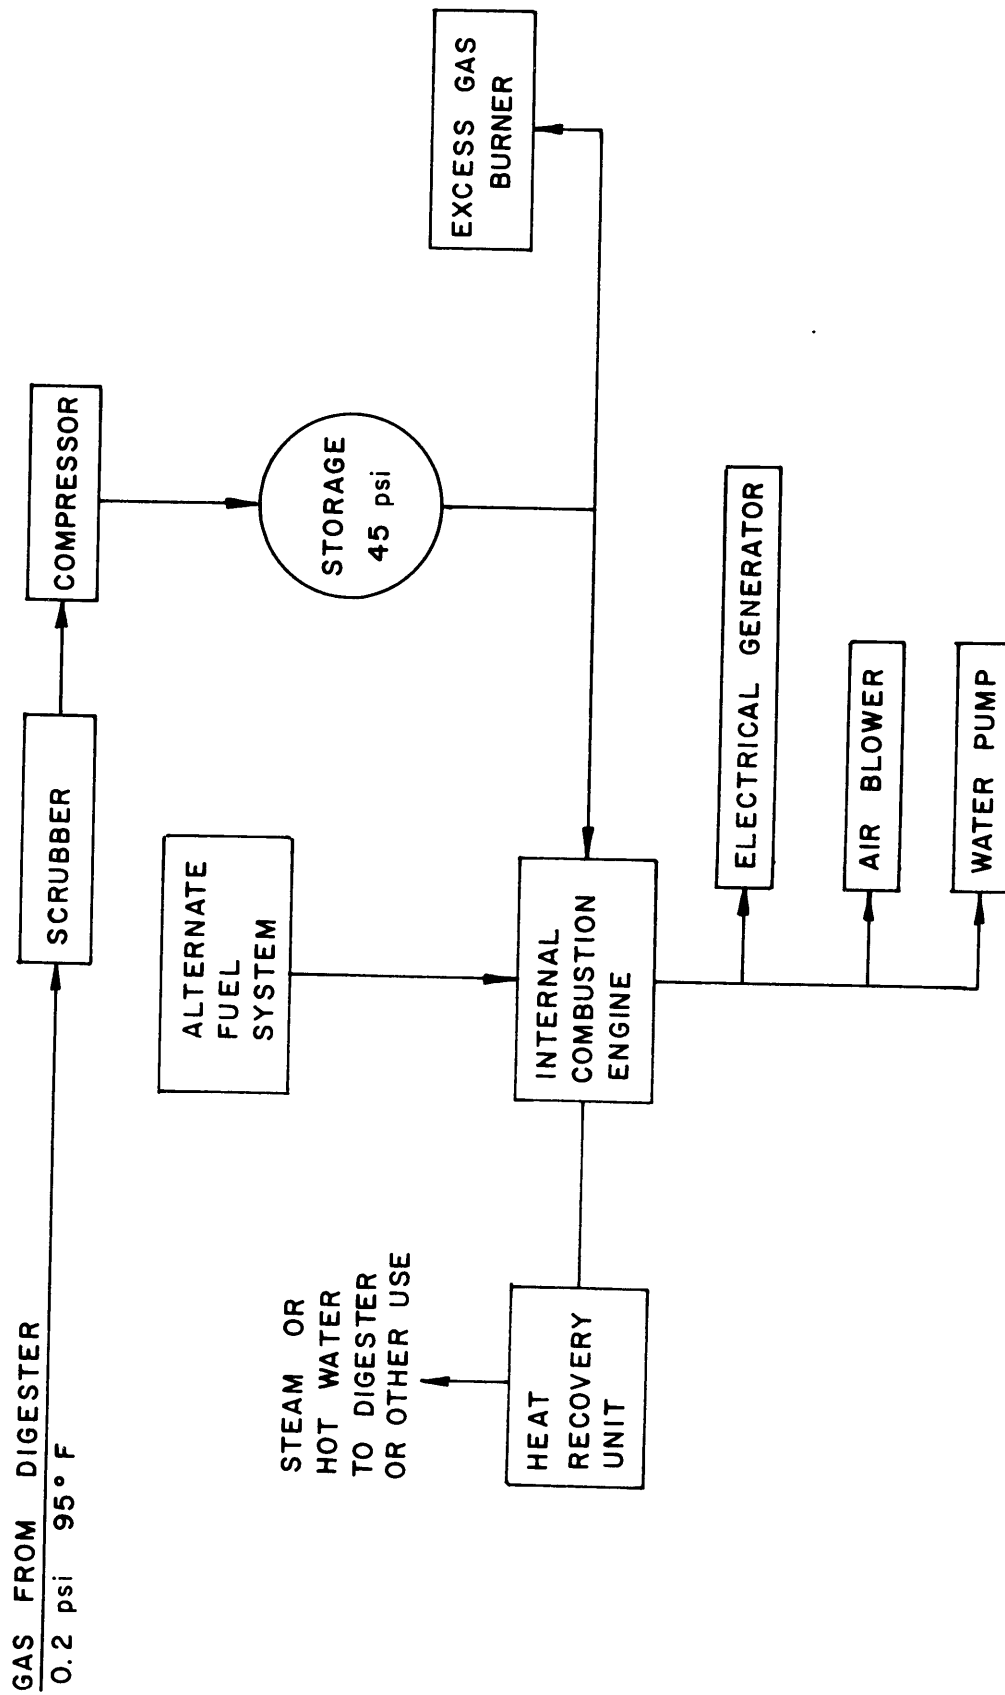 GAS FROM DIGESTER
0.2 psi 95° F
SCRUBBER
COMPRESSOR
STORAGE
45 psi
EXCESS GAS
BURNER
ALTERNATE
FUEL
SYSTEM
STEAM OR
HOT WATER
TO DIGESTER
OR OTHER USE
HEAT
RECOVERY
UNIT
INTERNAL
COMBUSTION
ENGINE
ELECTRICAL GENERATOR
AIR BLOWER
WATER PUMP